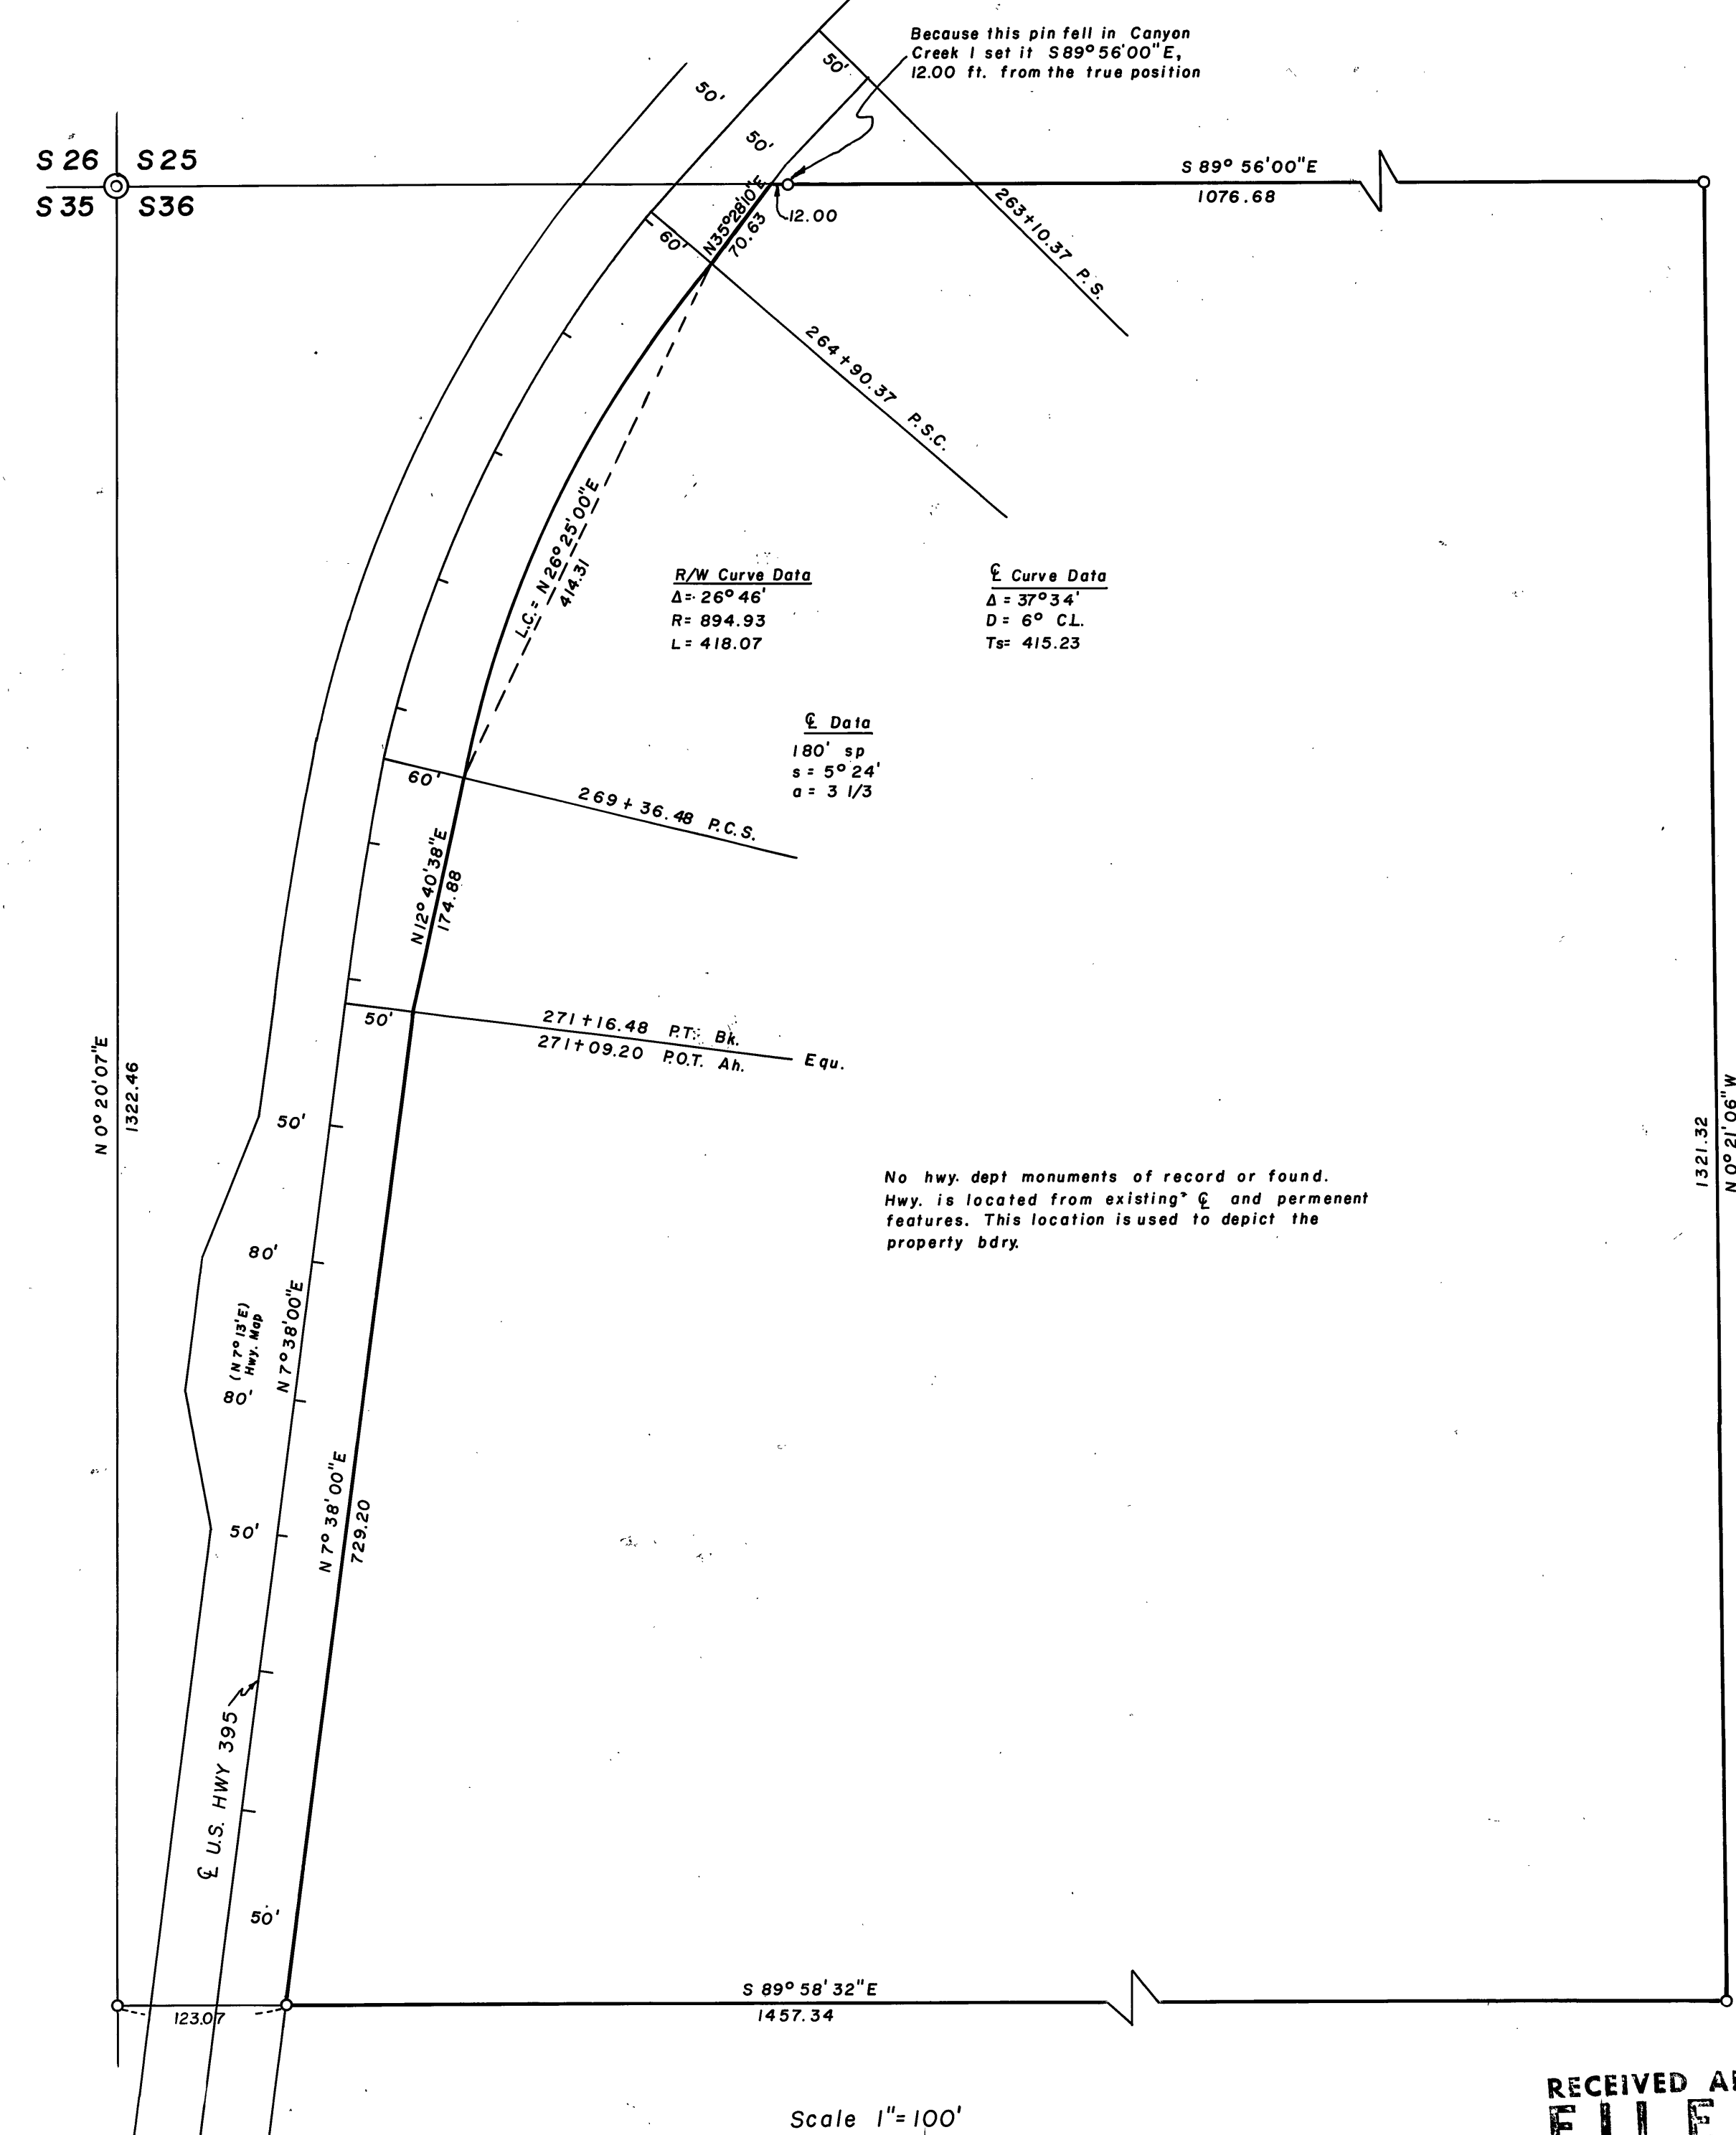 Because this pin fell in Canyon
Creek I set it S89°56'00"E,
12.00 ft. from the true position
50'
50'
50'
S 26 S 25
S 35 S36
S 89° 56'00"E
1076.68
12.00
N35°28'10"E
70.63
60'
263+10.37 P.S.
264+90.37 P.S.C.
L.C.= N 26° 25'00"E
414.31
R/W Curve Data
Δ= 26° 46'
R= 894.93
L= 418.07
℄ Curve Data
Δ = 37°34'
D = 6° C.L.
Ts= 415.23
℄ Data
180' sp
s = 5° 24'
a = 3 1/3
60'
269 + 36.48 P.C.S.
N12° 40'38"E
174.88
50'
271+16.48 P.T. Bk.
271+09.20 P.O.T. Ah.
Equ.
N 0° 20'07"E
1322.46
50'
1321.32
N 0° 21'06"W
No hwy. dept monuments of record or found.
Hwy. is located from existing ℄ and permenent
features. This location is used to depict the
property bdry.
80'
(N 7° 13'E)
Hwy. Map
N 7° 38'00"E
80'
N 7° 38'00"E
729.20
50'
℄ U.S. HWY 395
50'
S 89° 58'32"E
1457.34
123.07
Scale 1"=100'
RECEIVED